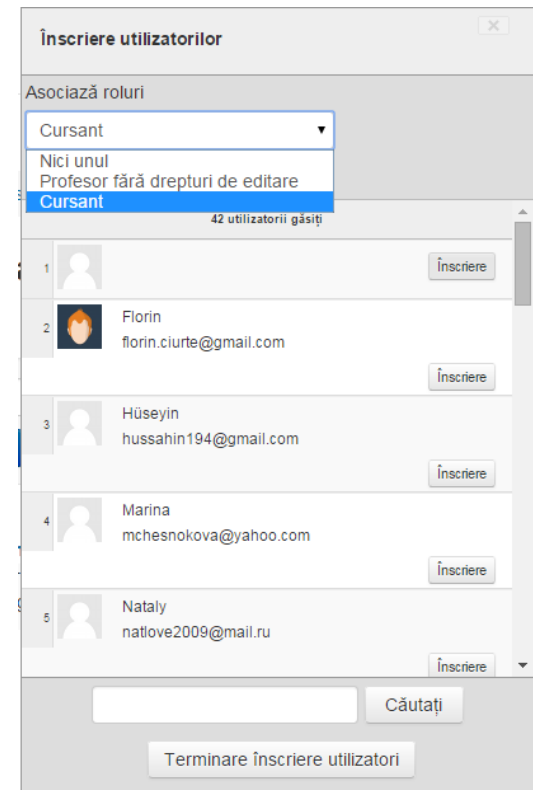 Înscriere utilizatorilor
Asociază roluri
Cursant
Nici unul
Profesor fără drepturi de editare
Cursant
42 utilizatorii găsiți
1
Înscriere
2
Florin
florin.ciurte@gmail.com
Înscriere
3
Hüseyin
hussahin194@gmail.com
Înscriere
4
Marina
mchesnokova@yahoo.com
Înscriere
5
Nataly
natlove2009@mail.ru
Înscriere
Căutați
Terminare înscriere utilizatori